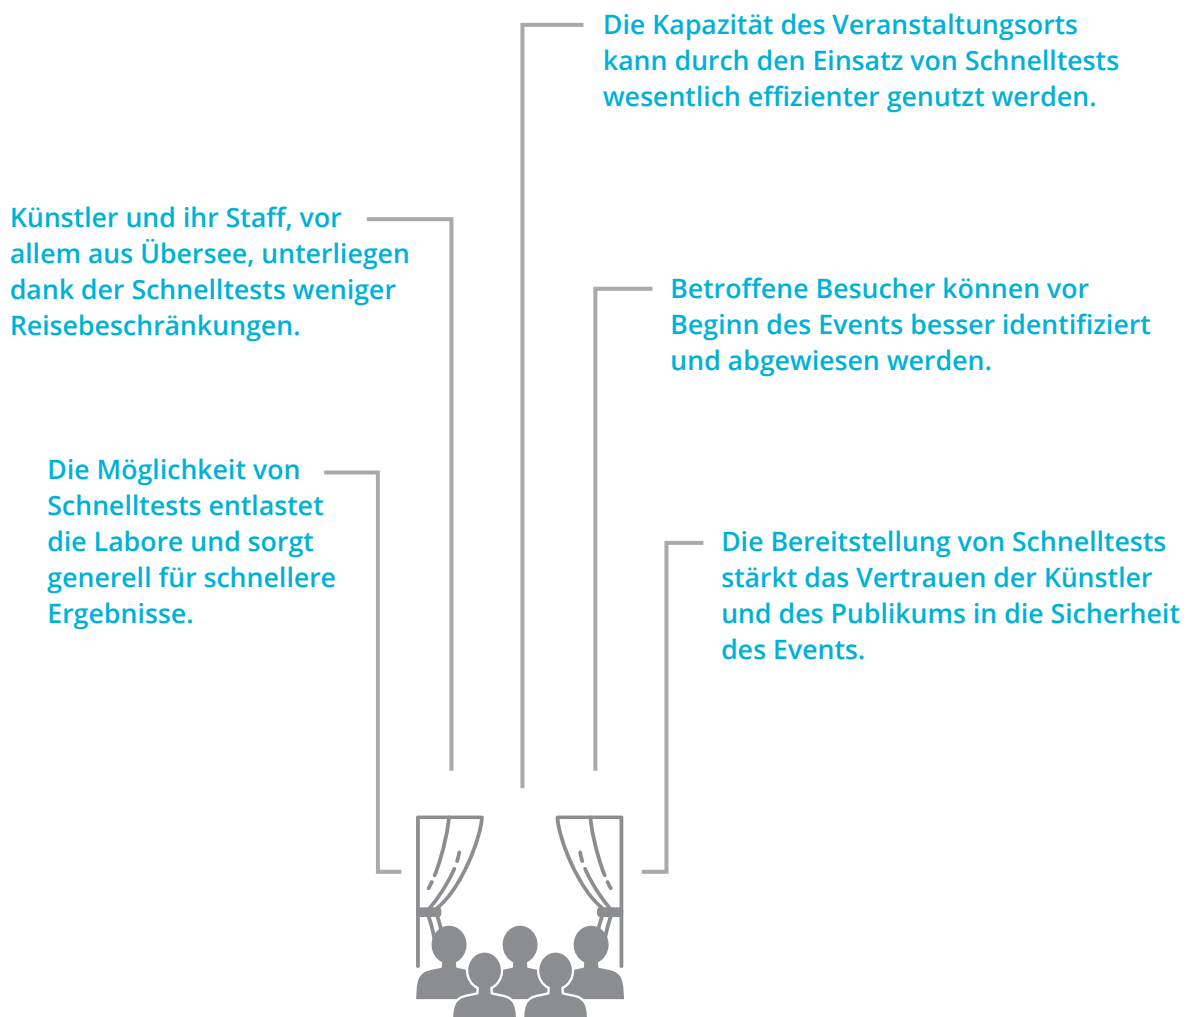 Die Kapazität des Veranstaltungsorts
kann durch den Einsatz von Schnelltests
wesentlich effizienter genutzt werden.
Künstler und ihr Staff, vor
allem aus Übersee, unterliegen
dank der Schnelltests weniger
Reisebeschränkungen.
Betroffene Besucher können vor
Beginn des Events besser identifiziert
und abgewiesen werden.
Die Möglichkeit von
Schnelltests entlastet
die Labore und sorgt
generell für schnellere
Ergebnisse.
Die Bereitstellung von Schnelltests
stärkt das Vertrauen der Künstler
und des Publikums in die Sicherheit
des Events.